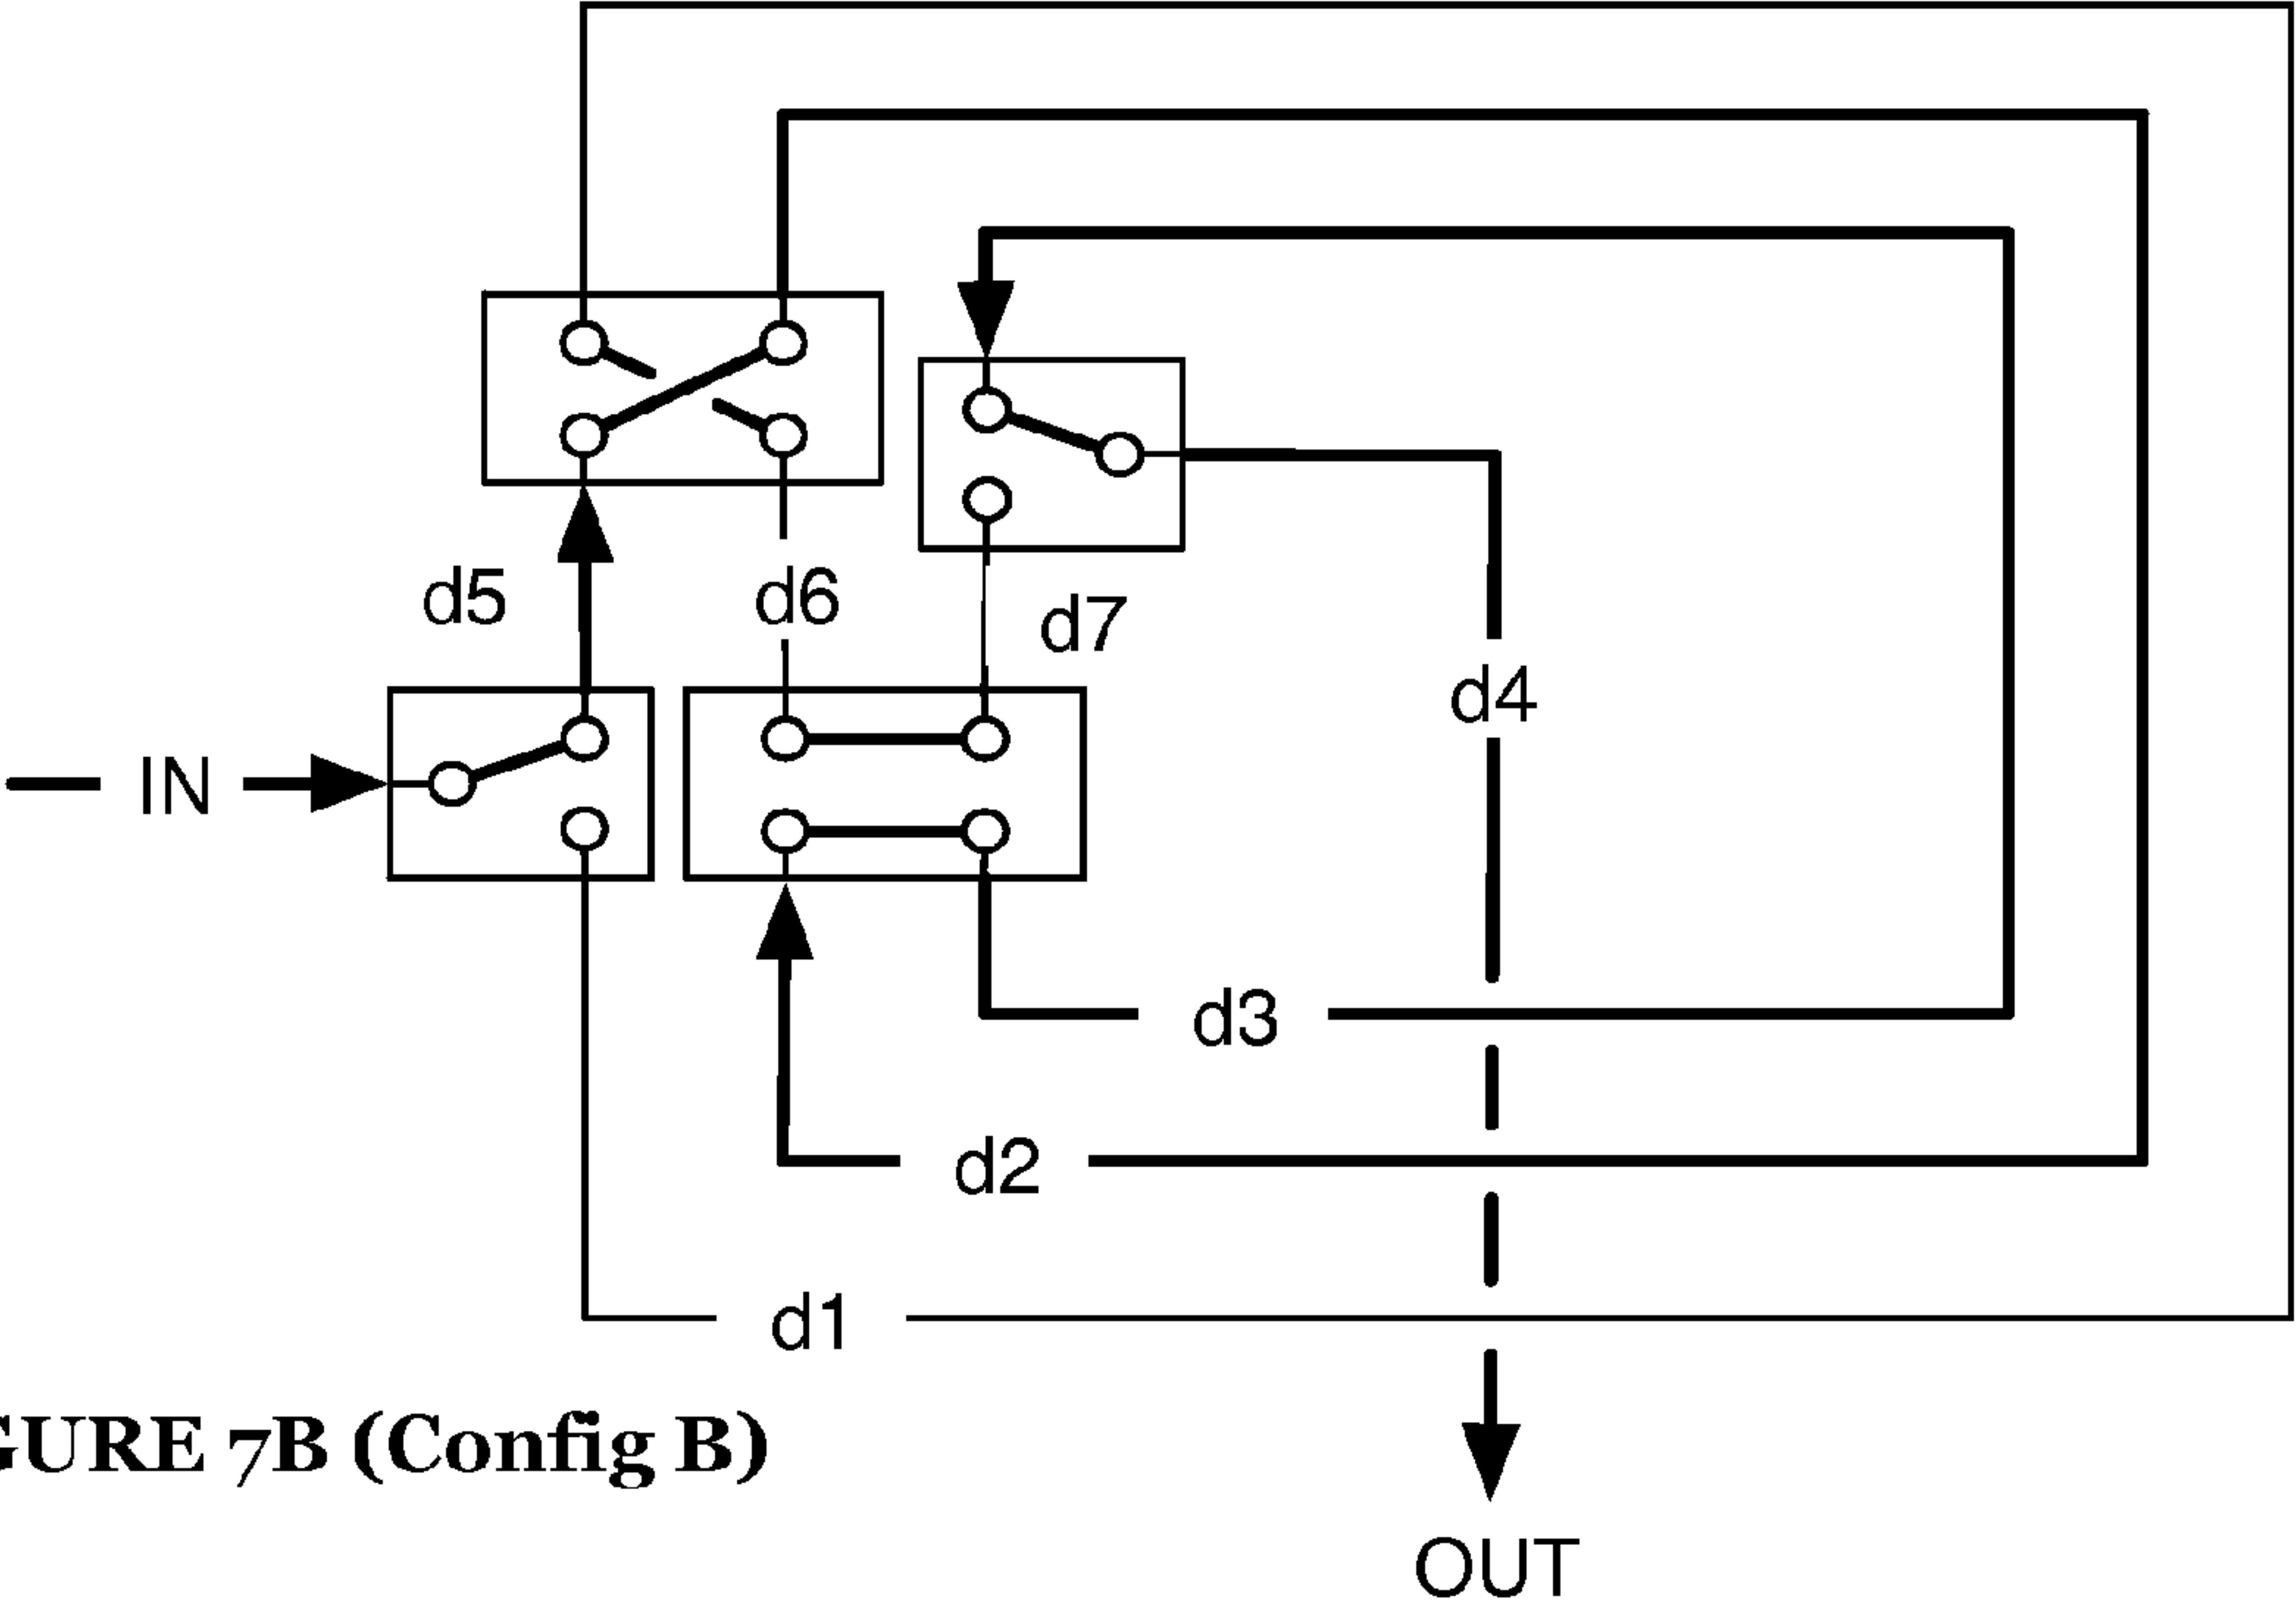 d5
d6
d7
d4
IN
d3
d2
d1
GURE 7B (Config B)
OUT